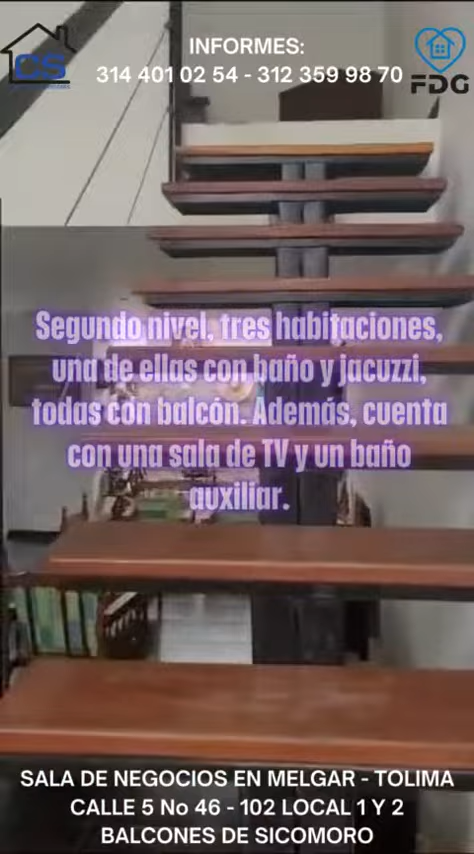 INFORMES:
314 401 02 54 - 312 359 98 70
CS
FDG
Segundo nivel, tres habitaciones,
una de ellas con baño y jacuzzi,
todas con balcón. Además, cuenta
con una sala de TV y un baño
auxiliar.
SALA DE NEGOCIOS EN MELGAR - TOLIMA
CALLE 5 No 46 - 102 LOCAL 1 Y 2
BALCONES DE SICOMORO